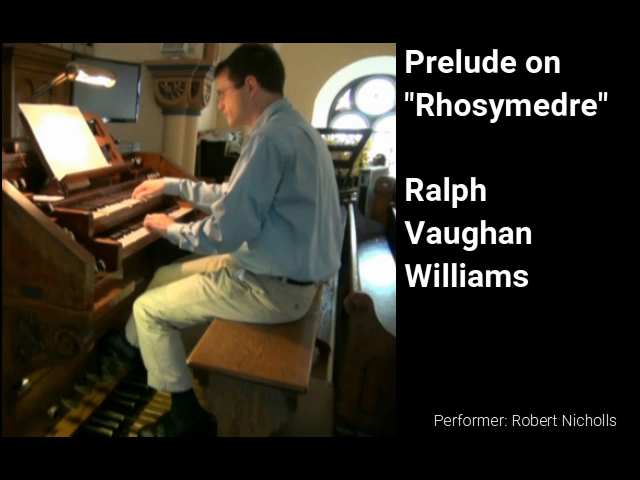 Prelude on
"Rhosymedre"
Ralph
Vaughan
Williams
Performer: Robert Nicholls